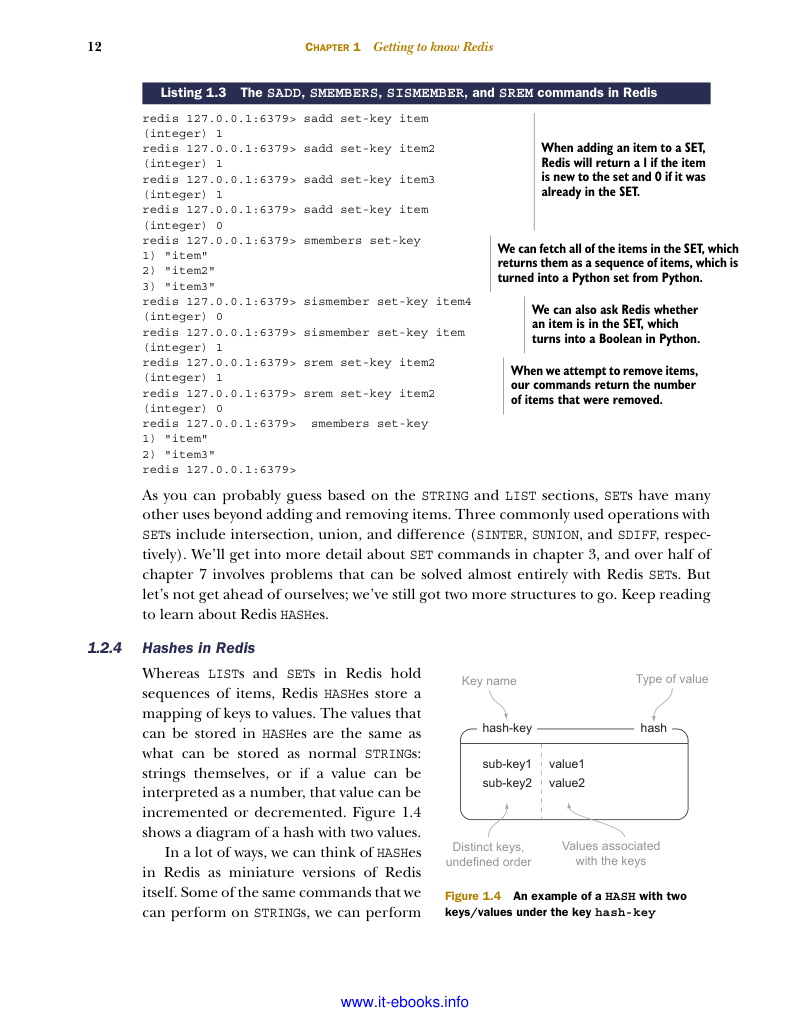 12
CHAPTER 1 Getting to know Redis
Listing 1.3 The SADD, SMEMBERS, SISMEMBER, and SREM commands in Redis
redis 127.0.0.1:6379> sadd set-key item
(integer) 1
redis 127.0.0.1:6379> sadd set-key item2
(integer) 1
redis 127.0.0.1:6379> sadd set-key item3
(integer) 1
redis 127.0.0.1:6379> sadd set-key item
(integer) 0
When adding an item to a SET,
Redis will return a 1 if the item
is new to the set and 0 if it was
already in the SET.
redis 127.0.0.1:6379> smembers set-key
1) "item"
2) "item2"
3) "item3"
We can fetch all of the items in the SET, which
returns them as a sequence of items, which is
turned into a Python set from Python.
redis 127.0.0.1:6379> sismember set-key item4
(integer) 0
redis 127.0.0.1:6379> sismember set-key item
(integer) 1
We can also ask Redis whether
an item is in the SET, which
turns into a Boolean in Python.
redis 127.0.0.1:6379> srem set-key item2
(integer) 1
redis 127.0.0.1:6379> srem set-key item2
(integer) 0
When we attempt to remove items,
our commands return the number
of items that were removed.
redis 127.0.0.1:6379>  smembers set-key
1) "item"
2) "item3"
redis 127.0.0.1:6379>
As you can probably guess based on the STRING and LIST sections, SETs have many
other uses beyond adding and removing items. Three commonly used operations with
SETs include intersection, union, and difference (SINTER, SUNION, and SDIFF, respec-
tively). We'll get into more detail about SET commands in chapter 3, and over half of
chapter 7 involves problems that can be solved almost entirely with Redis SETs. But
let's not get ahead of ourselves; we've still got two more structures to go. Keep reading
to learn about Redis HASHes.
1.2.4 Hashes in Redis
Whereas LISTs and SETs in Redis hold
sequences of items, Redis HASHes store a
mapping of keys to values. The values that
can be stored in HASHes are the same as
what can be stored as normal STRINGs:
strings themselves, or if a value can be
interpreted as a number, that value can be
incremented or decremented. Figure 1.4
shows a diagram of a hash with two values.
In a lot of ways, we can think of HASHes
in Redis as miniature versions of Redis
itself. Some of the same commands that we
can perform on STRINGs, we can perform
Key name
Type of value
hash-key
hash
sub-key1 value1
sub-key2 value2
Distinct keys,
undefined order
Values associated
with the keys
Figure 1.4 An example of a HASH with two
keys/values under the key hash-key
www.it-ebooks.info